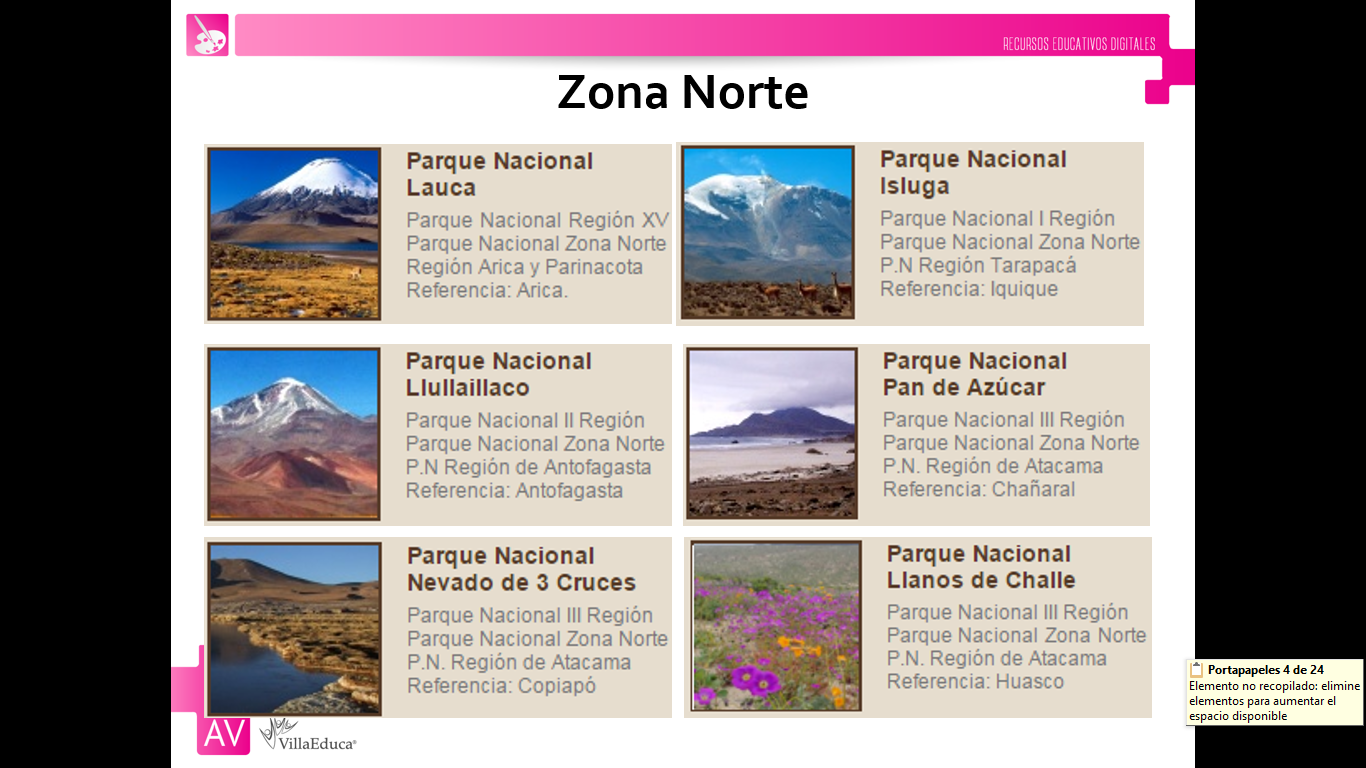 RECURSOS EDUCATIVOS DIGITALES
Zona Norte
Parque Nacional
Lauca
Parque Nacional Región XV
Parque Nacional Zona Norte
Región Arica y Parinacota
Referencia: Arica.
Parque Nacional
Isluga
Parque Nacional I Región
Parque Nacional Zona Norte
P.N Región Tarapacá
Referencia: Iquique
Parque Nacional
Llullaillaco
Parque Nacional II Región
Parque Nacional Zona Norte
P.N Región de Antofagasta
Referencia: Antofagasta
Parque Nacional
Pan de Azúcar
Parque Nacional III Región
Parque Nacional Zona Norte
P.N. Región de Atacama
Referencia: Chañaral
Parque Nacional
Nevado de 3 Cruces
Parque Nacional III Región
Parque Nacional Zona Norte
P.N. Región de Atacama
Referencia: Copiapó
Parque Nacional
Llanos de Challe
Parque Nacional III Región
Parque Nacional Zona Norte
P.N. Región de Atacama
Referencia: Huasco
Portapapeles 4 de 24
Elemento no recopilado: elimine
elementos para aumentar el
espacio disponible
AV
VillaEduca®